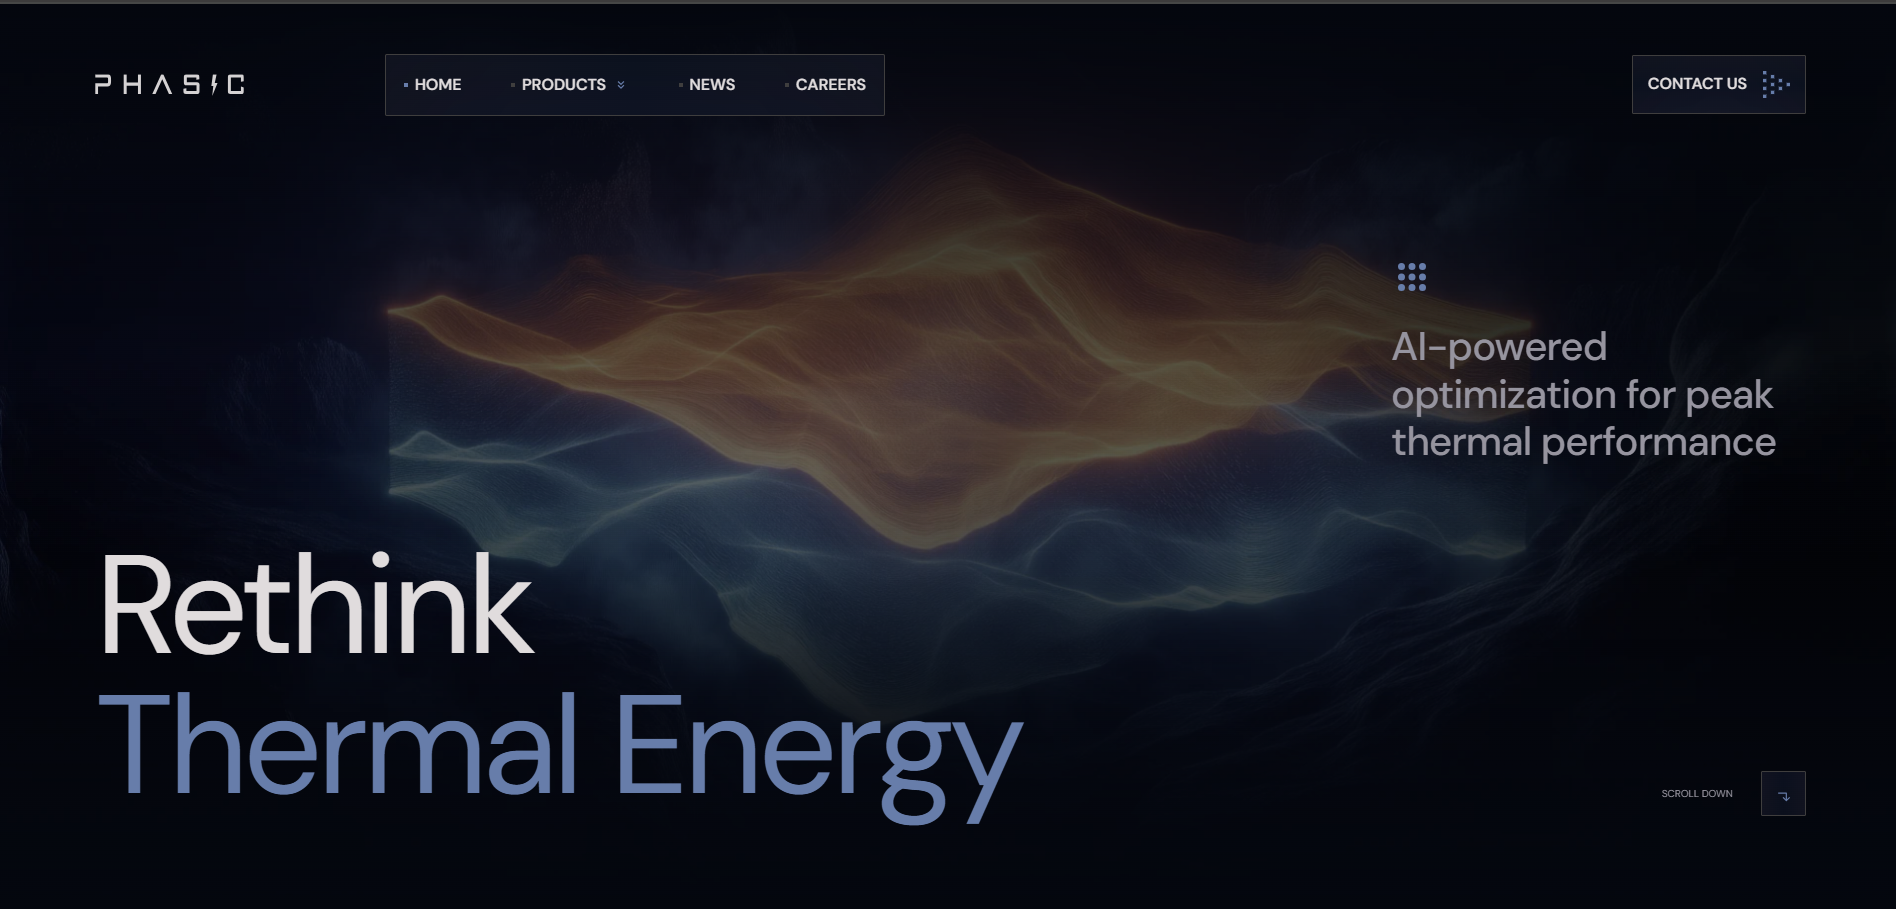 PHASIC
HOME
PRODUCTS
NEWS
CAREERS
CONTACT US
AI-powered
optimization for peak
thermal performance
Rethink
Thermal Energy
SCROLL DOWN